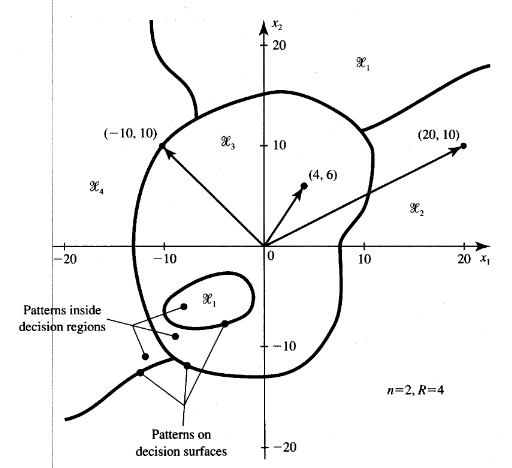 x₂
20
𝒳₁
(−10, 10)
10
(20, 10)
𝒳₃
(4, 6)
𝒳₄
𝒳₂
−20
−10
0
10
20
x₁
𝒳₁
Patterns inside
decision regions
−10
n=2, R=4
Patterns on
decision surfaces
−20